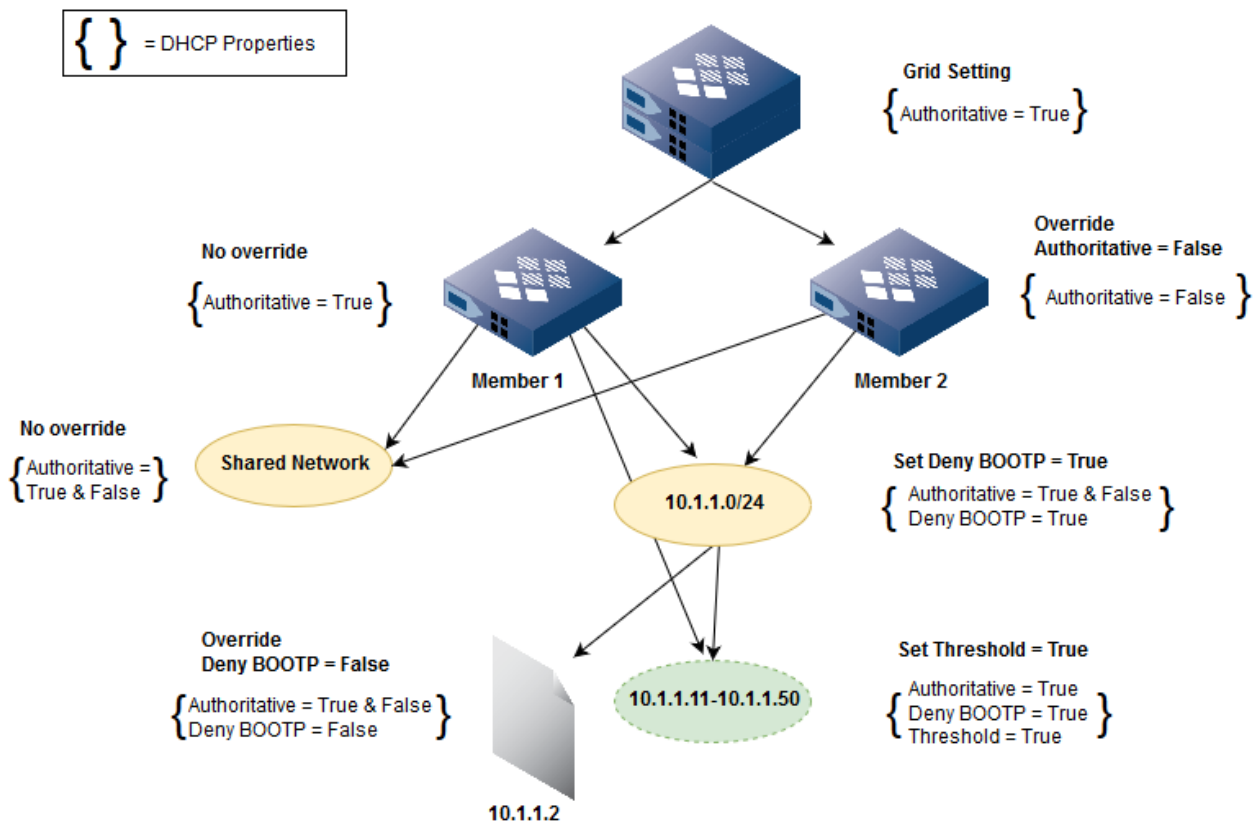 { } = DHCP Properties
Grid Setting
{Authoritative = True}
No override
{Authoritative = True}
Member 1
Override
Authoritative = False
{Authoritative = False}
Member 2
No override
{Authoritative =
True & False}
Shared Network
10.1.1.0/24
Set Deny BOOTP = True
{Authoritative = True & False
Deny BOOTP = True}
Override
Deny BOOTP = False
{Authoritative = True & False
Deny BOOTP = False}
10.1.1.2
10.1.1.11-10.1.1.50
Set Threshold = True
{Authoritative = True
Deny BOOTP = True
Threshold = True}